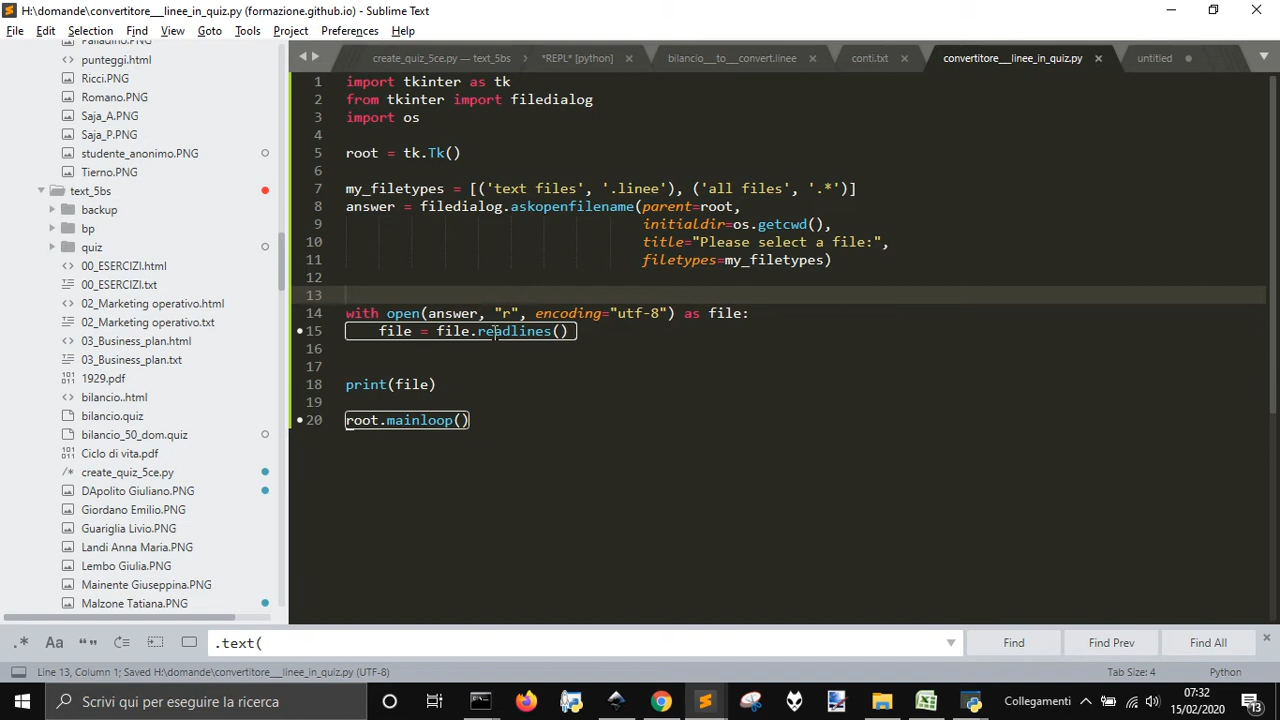 H:\domande\convertitore__linee_in_quiz.py (formazione.github.io) - Sublime Text
File Edit Selection Find View Goto Tools Project Preferences Help
create_quiz_5ce.py — text_5bs *REPL* [python] bilancio__to__convert.linee conti.txt convertitore__linee_in_quiz.py untitled
punteggi.html
Ricci.PNG
Romano.PNG
Saja_A.PNG
Saja_P.PNG
studente_anonimo.PNG
Tierno.PNG
text_5bs
backup
bp
quiz
00_ESERCIZI.html
00_ESERCIZI.txt
02_Marketing operativo.html
02_Marketing operativo.txt
03_Business_plan.html
03_Business_plan.txt
1929.pdf
bilancio..html
bilancio.quiz
bilancio_50_dom.quiz
Ciclo di vita.pdf
create_quiz_5ce.py
DApolito Giuliano.PNG
Giordano Emilio.PNG
Guariglia Livio.PNG
Landi Anna Maria.PNG
Lembo Giulia.PNG
Mainente Giuseppina.PNG
Malzone Tatiana.PNG
1 import tkinter as tk
2 from tkinter import filedialog
3 import os
4
5 root = tk.Tk()
6
7 my_filetypes = [('text files', '.linee'), ('all files', '.*')]
8 answer = filedialog.askopenfilename(parent=root,
9 initialdir=os.getcwd(),
10 title="Please select a file:",
11 filetypes=my_filetypes)
12
13
14 with open(answer, "r", encoding="utf-8") as file:
15 file = file.readlines()
16
17
18 print(file)
19
20 root.mainloop()
.* Aa “” .text( Find Find Prev Find All
Line 13, Column 1; Saved H:\domande\convertitore__linee_in_quiz.py (UTF-8) Tab Size: 4 Python
Scrivi qui per eseguire la ricerca Collegamenti 07:32
15/02/2020 13